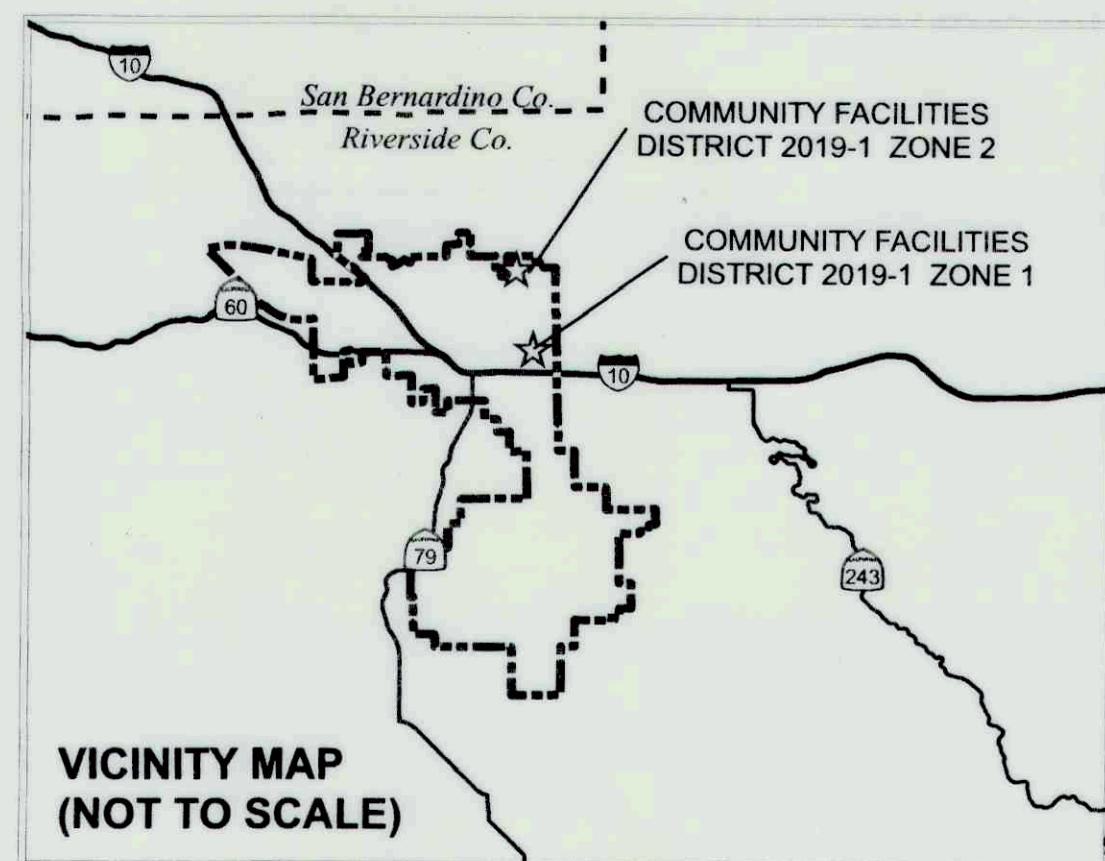 10
San Bernardino Co.
Riverside Co.
COMMUNITY FACILITIES
DISTRICT 2019-1 ZONE 2
COMMUNITY FACILITIES
DISTRICT 2019-1 ZONE 1
60
10
79
243
VICINITY MAP
(NOT TO SCALE)